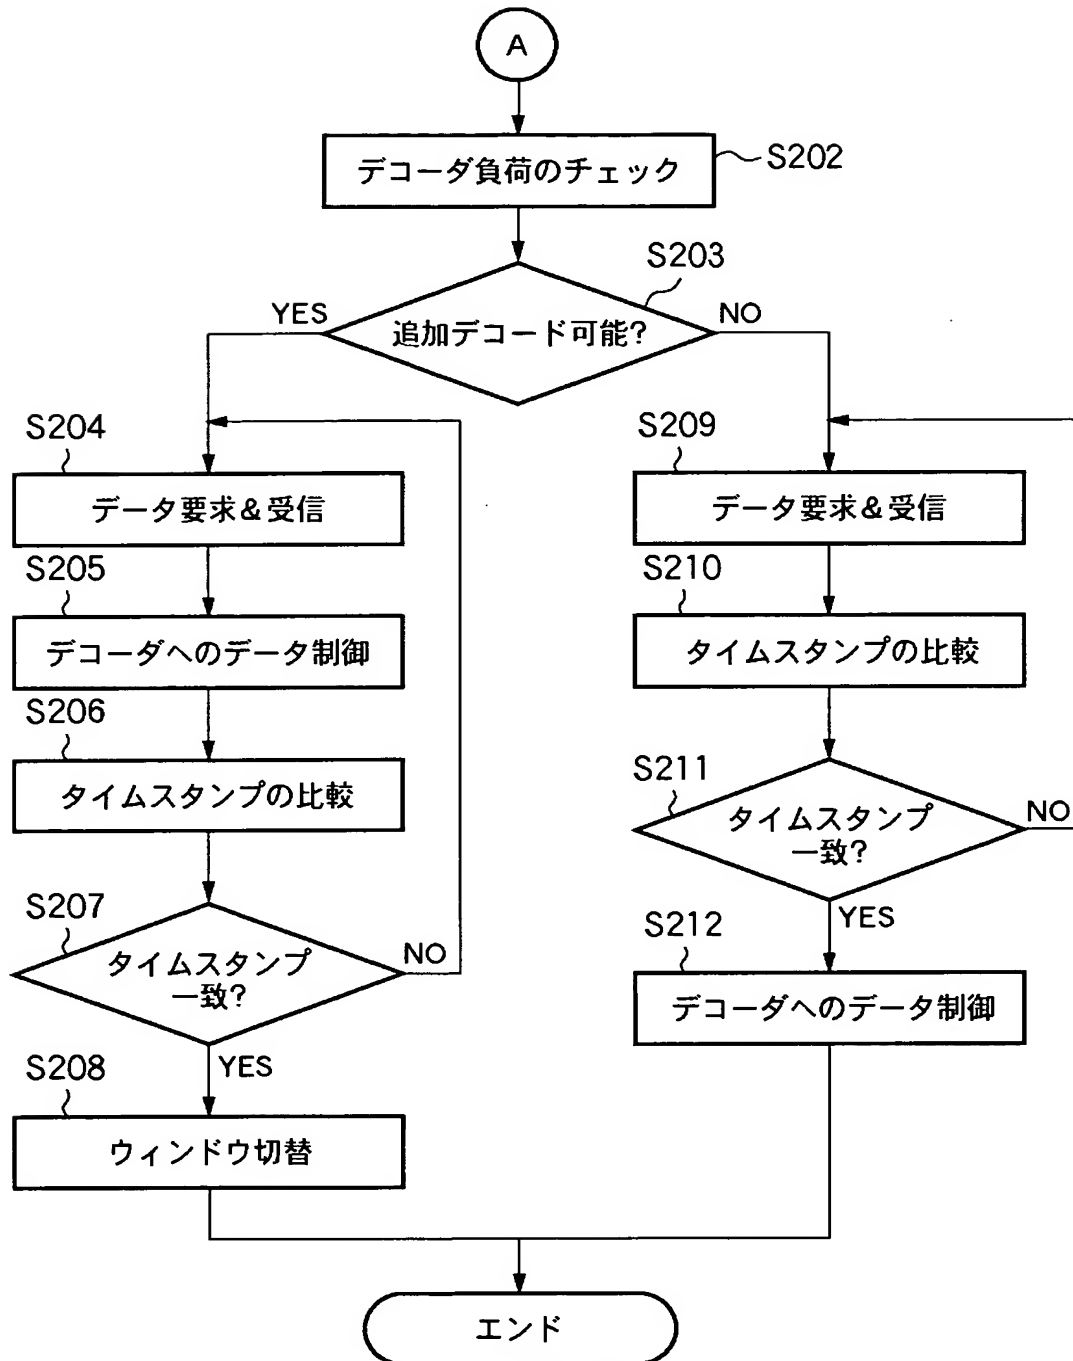 A
デコーダ負荷のチェック
S202
S203
追加デコード可能?
YES
NO
S204
データ要求&受信
S205
デコーダへのデータ制御
S206
タイムスタンプの比較
S207
タイムスタンプ
一致?
NO
YES
S208
ウィンドウ切替
S209
データ要求&受信
S210
タイムスタンプの比較
S211
タイムスタンプ
一致?
NO
YES
S212
デコーダへのデータ制御
エンド